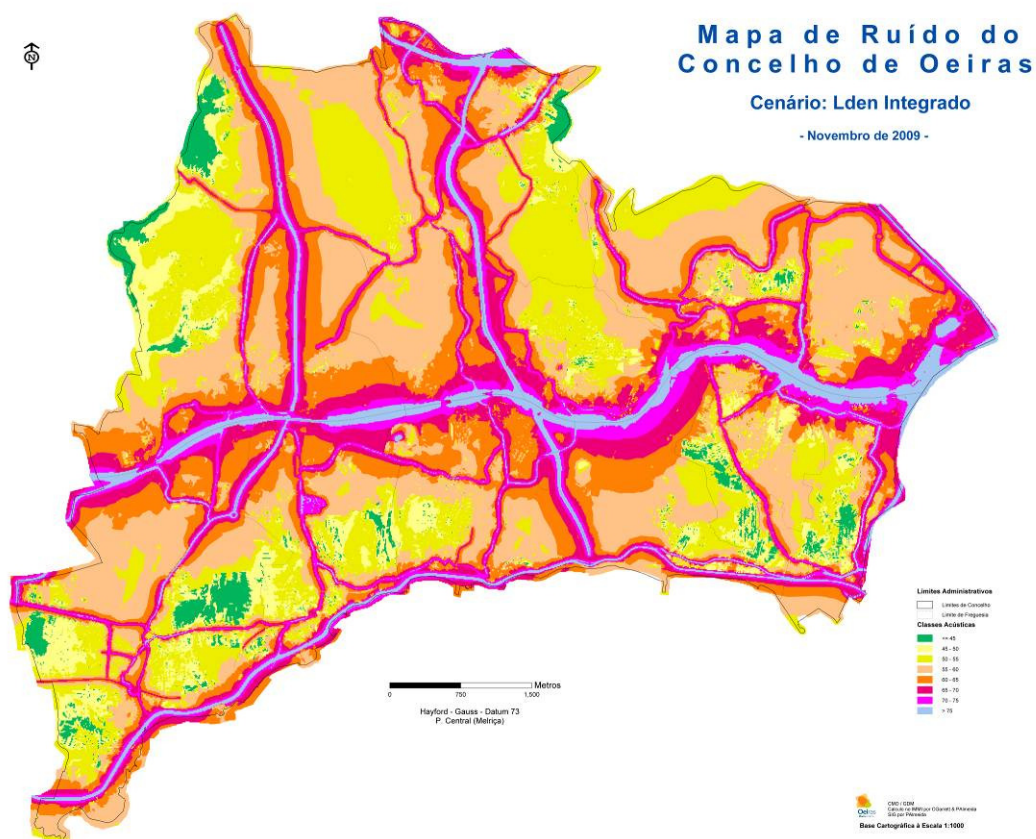 Mapa de Ruído do
Concelho de Oeiras
Cenário: Lden Integrado
- Novembro de 2009 -
N
Limites Administrativos
Limites de Concelho
Limite de Freguesia
Classes Acústicas
<= 45
45 - 50
50 - 55
55 - 60
60 - 65
65 - 70
70 - 75
> 75
Metros
0 750 1,500
Hayford - Gauss - Datum 73
P. Central (Melriça)
Oeiras
Base Cartográfica à Escala 1:1000